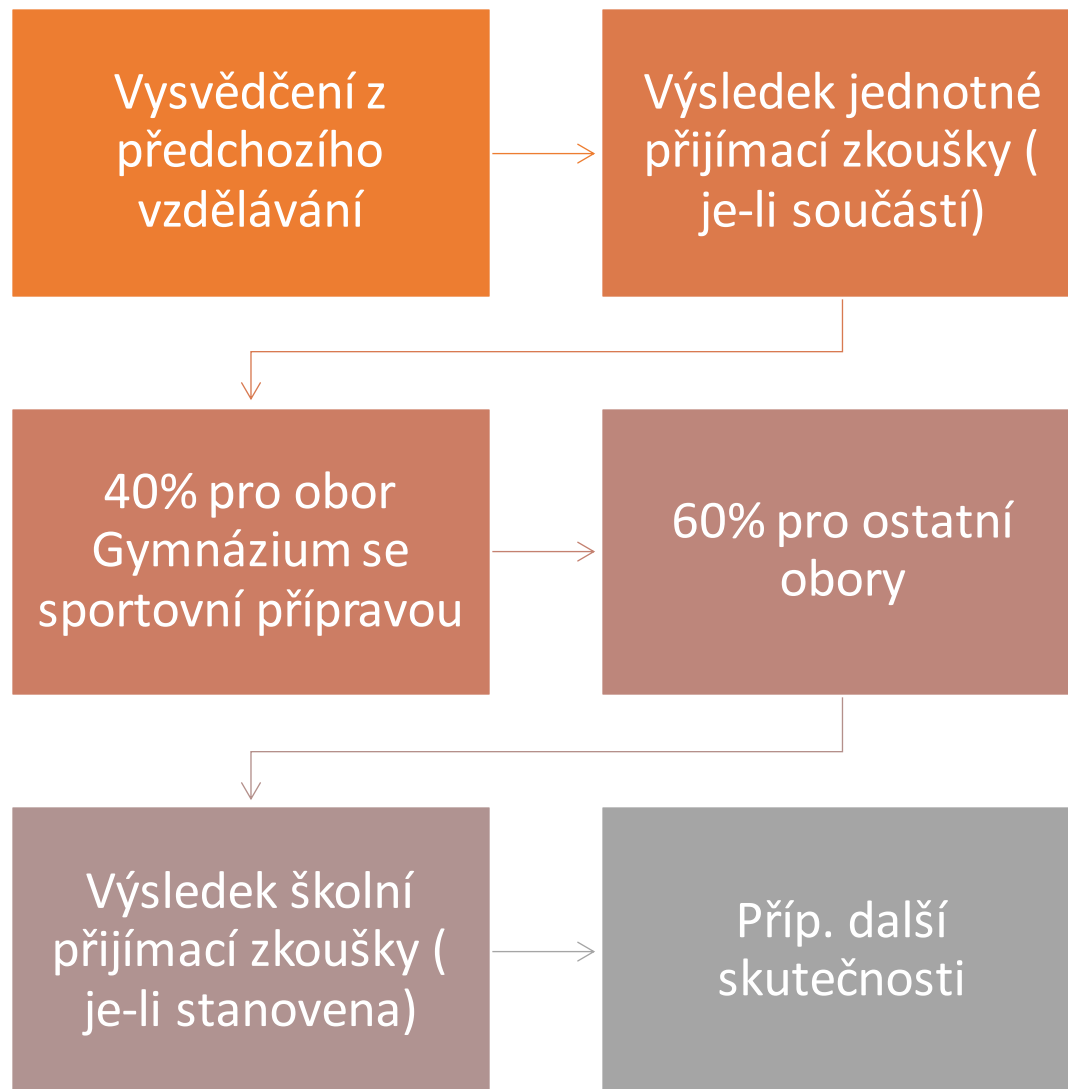 Vysvědčení z
předchozího
vzdělávání
Výsledek jednotné
přijímací zkoušky (
je-li součástí)
40% pro obor
Gymnázium se
sportovní přípravou
60% pro ostatní
obory
Výsledek školní
přijímací zkoušky (
je-li stanovena)
Příp. další
skutečnosti